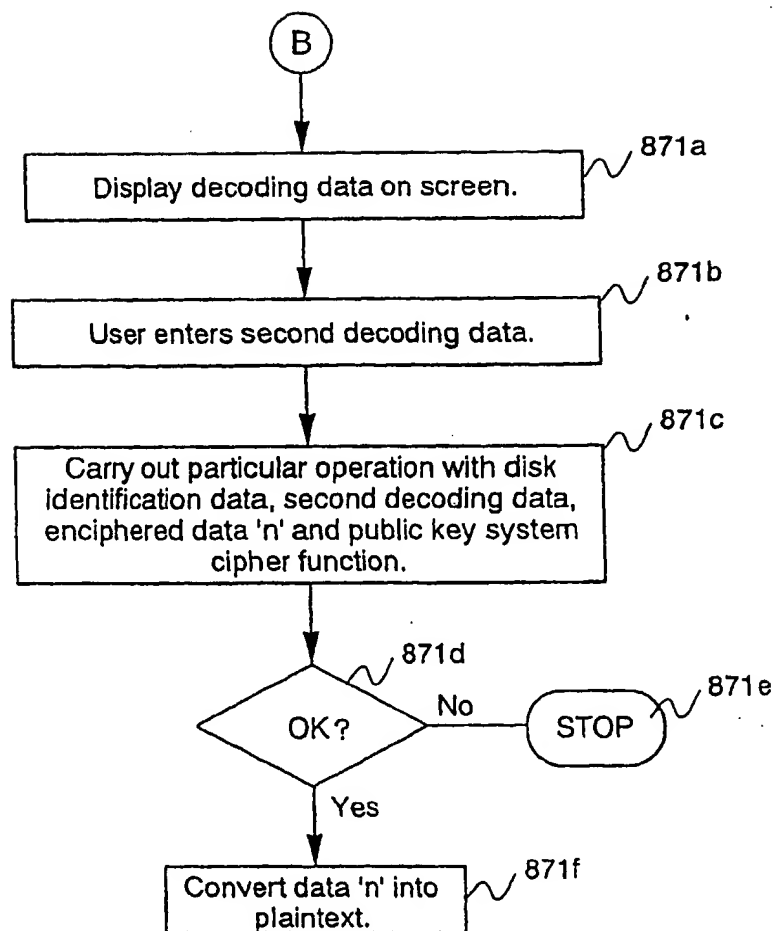 B
871a
Display decoding data on screen.
871b
User enters second decoding data.
871c
Carry out particular operation with disk
identification data, second decoding data,
enciphered data 'n' and public key system
cipher function.
871d
OK?
No
871e
STOP
Yes
871f
Convert data 'n' into
plaintext.